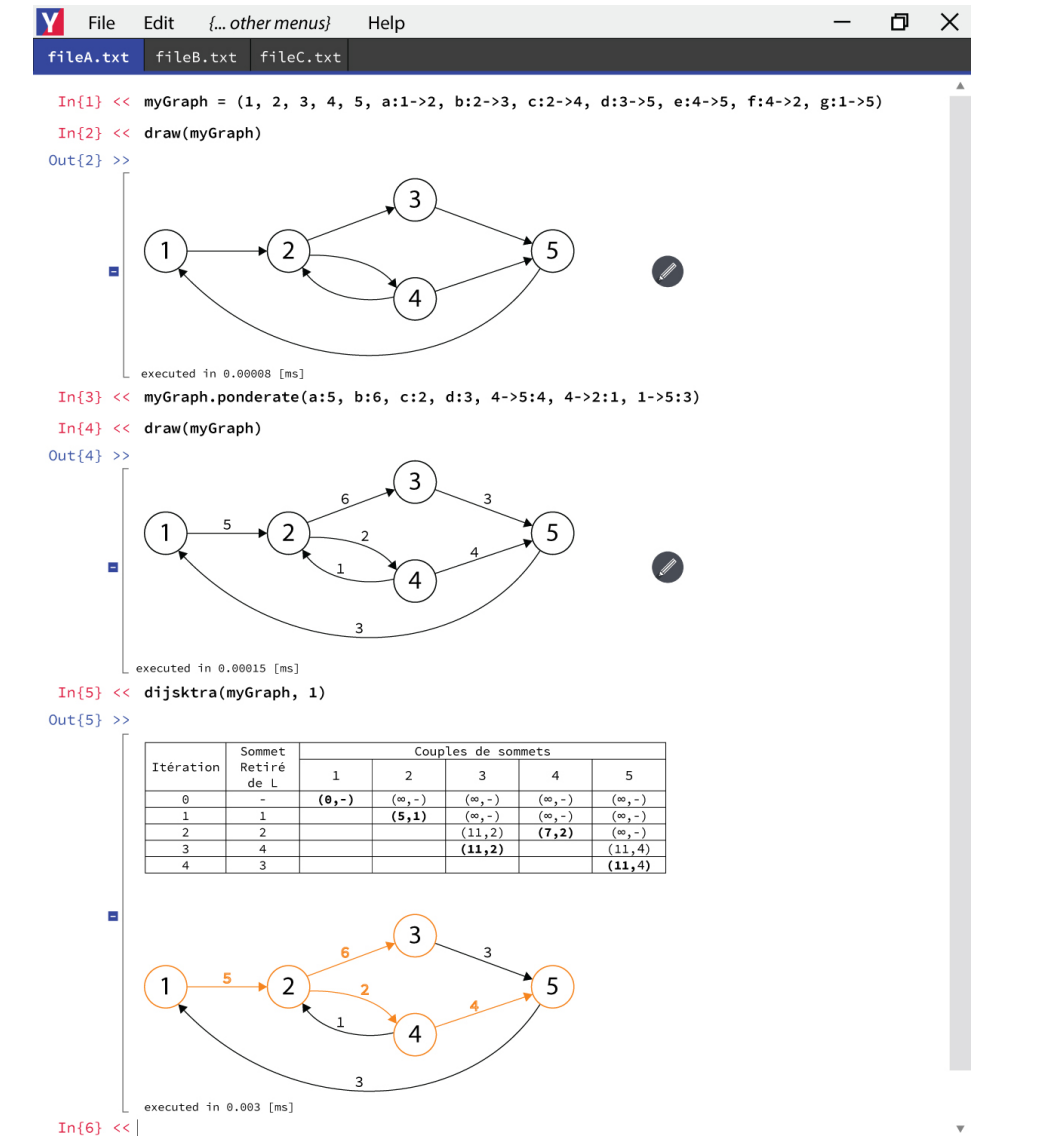 Y File Edit {... other menus} Help
fileA.txt fileB.txt fileC.txt
In{1} << myGraph = (1, 2, 3, 4, 5, a:1->2, b:2->3, c:2->4, d:3->5, e:4->5, f:4->2, g:1->5)
In{2} << draw(myGraph)
Out{2} >>
3
1 2 5
4
executed in 0.00008 [ms]
In{3} << myGraph.ponderate(a:5, b:6, c:2, d:3, 4->5:4, 4->2:1, 1->5:3)
In{4} << draw(myGraph)
Out{4} >>
3
6 3
1 5 2 2 5
4
1 4
3
executed in 0.00015 [ms]
In{5} << dijsktra(myGraph, 1)
Out{5} >>
Itération Sommet Retiré de L Couples de sommets
1 2 3 4 5
0 - (0,-) (∞,-) (∞,-) (∞,-) (∞,-)
1 1 (5,1) (∞,-) (∞,-) (∞,-)
2 2 (11,2) (7,2) (∞,-)
3 4 (11,2) (11,4)
4 3 (11,4)
3
6 3
1 5 2 2 5
4
1 4
3
executed in 0.003 [ms]
In{6} <<